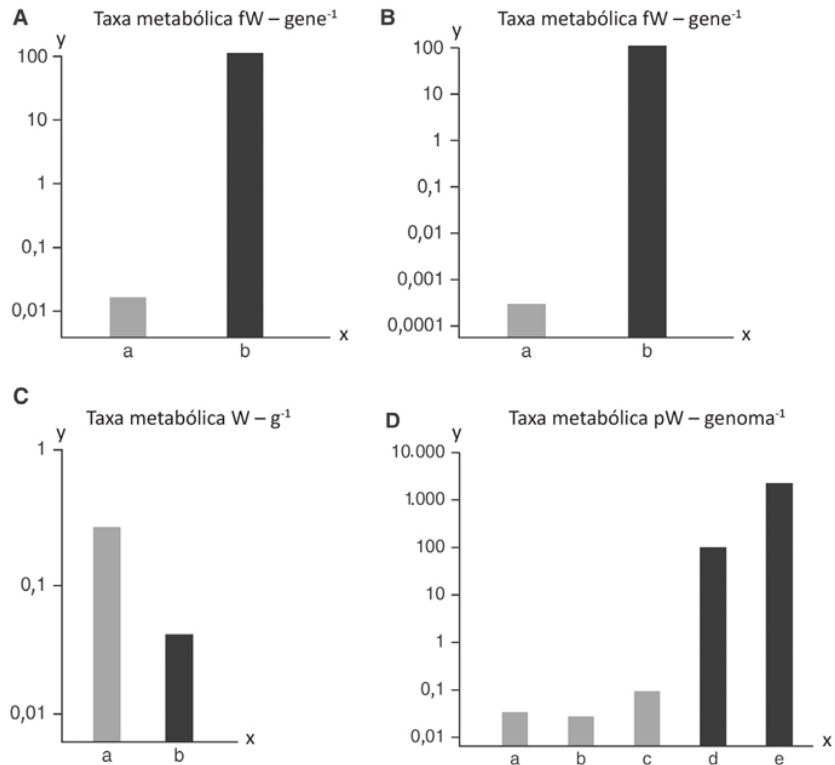 A
Taxa metabólica fW – gene⁻¹
y
100
10
1
0,1
0,01
x
a
b
B
Taxa metabólica fW – gene⁻¹
y
100
10
1
0,1
0,01
0,001
0,0001
x
a
b
C
Taxa metabólica W – g⁻¹
y
1
0,1
0,01
x
a
b
D
Taxa metabólica pW – genoma⁻¹
y
10.000
1.000
100
10
1
0,1
0,01
x
a
b
c
d
e